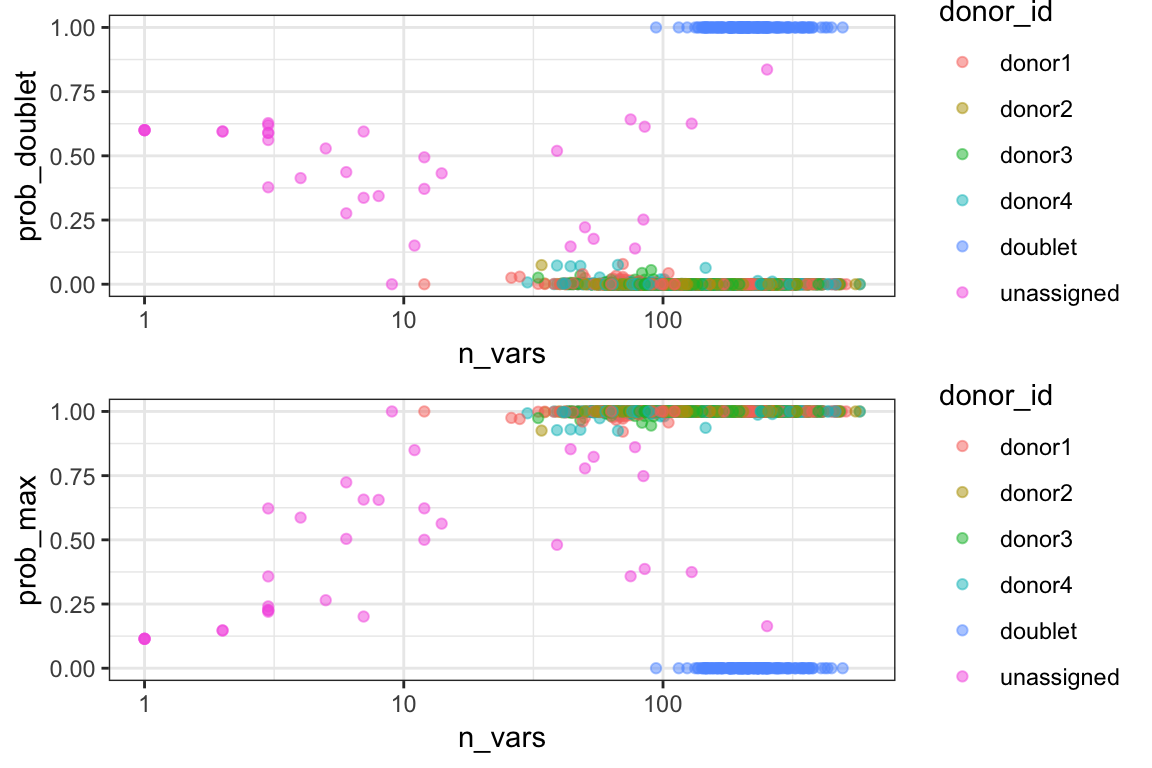 prob_doublet
1.00
0.75
0.50
0.25
0.00
1 10 100
n_vars
donor_id
donor1
donor2
donor3
donor4
doublet
unassigned
prob_max
1.00
0.75
0.50
0.25
0.00
1 10 100
n_vars
donor_id
donor1
donor2
donor3
donor4
doublet
unassigned